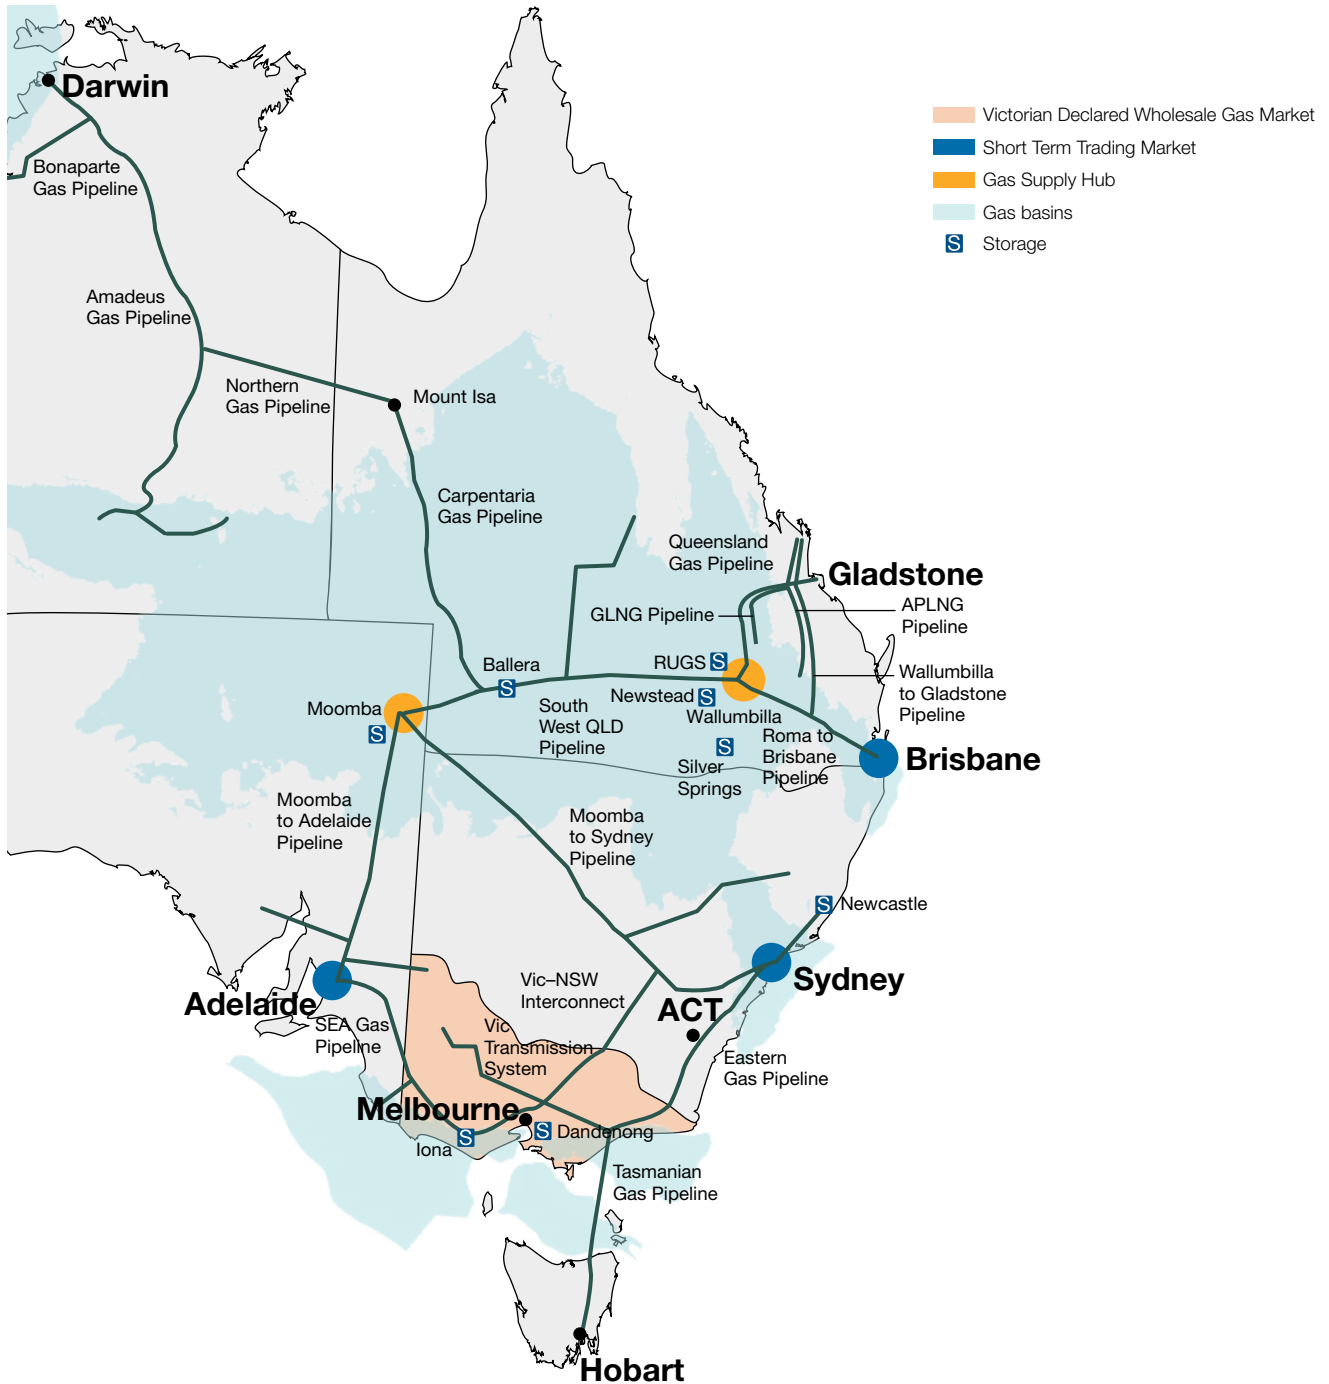 Darwin
Victorian Declared Wholesale Gas Market
Short Term Trading Market
Gas Supply Hub
Gas basins
S Storage
Bonaparte
Gas Pipeline
Amadeus
Gas Pipeline
Northern
Gas Pipeline
Mount Isa
Carpentaria
Gas Pipeline
Queensland
Gas Pipeline
Gladstone
GLNG Pipeline
APLNG
Pipeline
Ballera
S
RUGS S
Newstead S
Wallumbilla
Wallumbilla
to Gladstone
Pipeline
Moomba
S
South
West QLD
Pipeline
Silver
Springs
S
Roma to
Brisbane
Pipeline
Brisbane
Moomba
to Adelaide
Pipeline
Moomba
to Sydney
Pipeline
S Newcastle
Sydney
Adelaide
Vic–NSW
Interconnect
ACT
SEA Gas
Pipeline
Vic
Transmission
System
Eastern
Gas Pipeline
Melbourne
Iona S
S Dandenong
Tasmanian
Gas Pipeline
Hobart